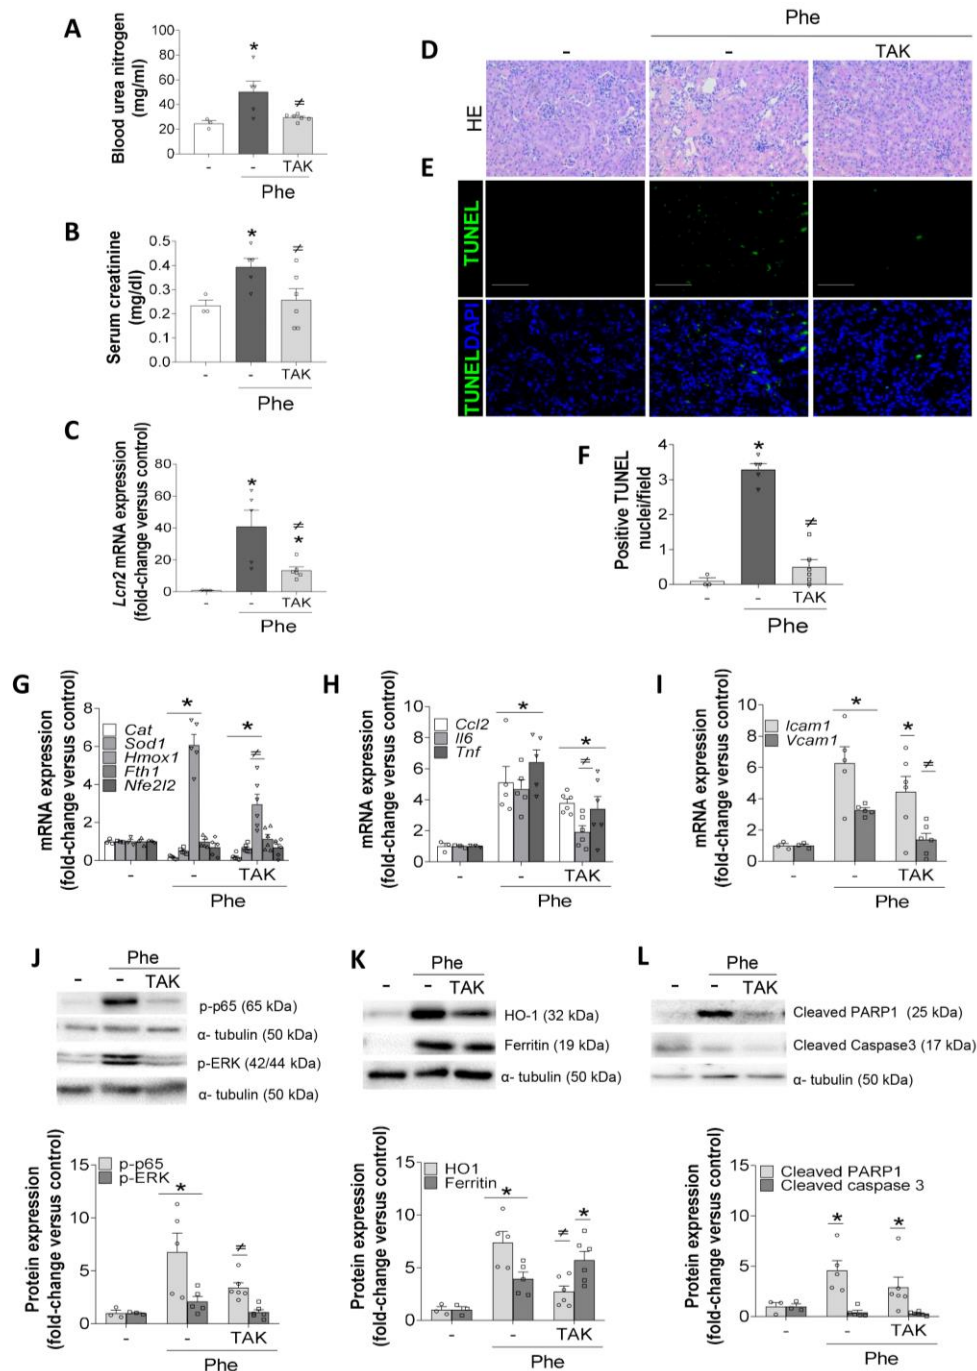 A
Blood urea nitrogen
(mg/ml)
100
80
60
40
20
0
*
≠
-
-
TAK
Phe
B
Serum creatinine
(mg/dl)
0.5
0.4
0.3
0.2
0.1
0.0
*
≠
-
-
TAK
Phe
C
Lcn2 mRNA expression
(fold-change versus control)
80
60
40
20
0
*
≠
*
-
-
TAK
Phe
Phe
-
-
TAK
D
HE
E
TUNEL
TUNELDAPI
F
Positive TUNEL
nuclei/field
4
3
2
1
0
*
≠
-
-
TAK
Phe
G
mRNA expression
(fold-change versus control)
8
6
4
2
0
Cat
Sod1
Hmox1
Fth1
Nfe2l2
*
*
≠
-
-
TAK
Phe
H
mRNA expression
(fold-change versus control)
10
8
6
4
2
0
Ccl2
Il6
Tnf
*
*
≠
-
-
TAK
Phe
I
mRNA expression
(fold-change versus control)
10
8
6
4
2
0
Icam1
Vcam1
*
*
≠
-
-
TAK
Phe
J
Phe
-
-
TAK
p-p65 (65 kDa)
α- tubulin (50 kDa)
p-ERK (42/44 kDa)
α- tubulin (50 kDa)
Protein expression
(fold-change versus control)
15
10
5
0
p-p65
p-ERK
*
≠
-
-
TAK
Phe
K
Phe
-
-
TAK
HO-1 (32 kDa)
Ferritin (19 kDa)
α- tubulin (50 kDa)
Protein expression
(fold-change versus control)
15
10
5
0
HO1
Ferritin
*
≠
*
-
-
TAK
Phe
L
Phe
-
-
TAK
Cleaved PARP1 (25 kDa)
Cleaved Caspase3 (17 kDa)
α- tubulin (50 kDa)
Protein expression
(fold-change versus control)
15
10
5
0
Cleaved PARP1
Cleaved caspase 3
*
*
-
-
TAK
Phe